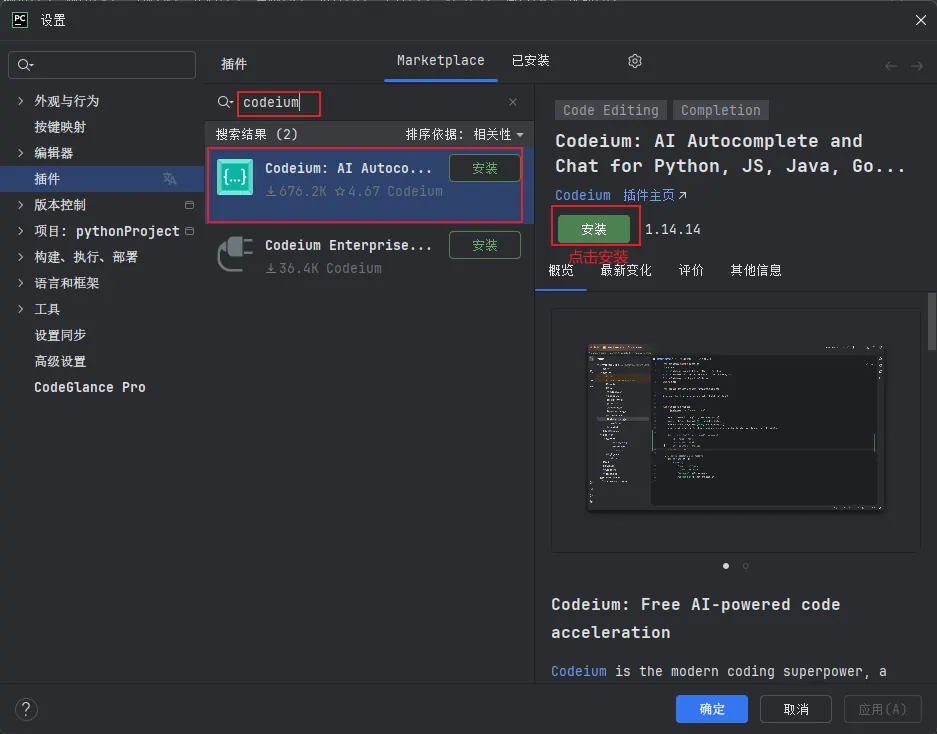 PC 设置
插件
Marketplace
已安装
外观与行为
按键映射
编辑器
插件
版本控制
项目: pythonProject
构建、执行、部署
语言和框架
工具
设置同步
高级设置
CodeGlance Pro
codeium
搜索结果 (2)
排序依据: 相关性
Codeium: AI Autoco...
安装
676.2K 4.67 Codeium
Codeium Enterprise...
安装
36.4K Codeium
Code Editing
Completion
Codeium: AI Autocomplete and
Chat for Python, JS, Java, Go...
Codeium 插件主页
安装 1.14.14
点击安装
概览 最新变化 评价 其他信息
Codeium: Free AI-powered code
acceleration
Codeium is the modern coding superpower, a
?
确定 取消 应用(A)